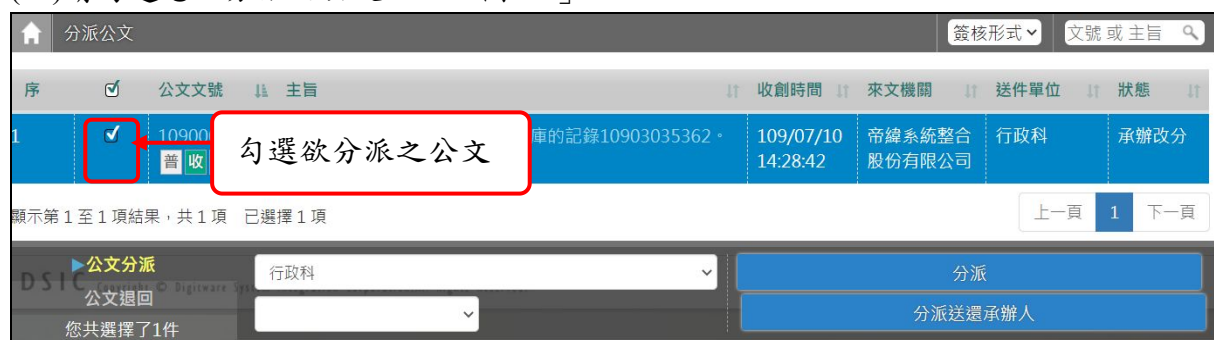 分派公文 簽核形式 文號 或 主旨
序 公文文號 主旨 收創時間 來文機關 送件單位 狀態
1 10900 庫的記錄10903035362。 109/07/10 帝緯系統整合 行政科 承辦改分
普 收 14:28:42 股份有限公司
勾選欲分派之公文
顯示第 1 至 1 項結果，共 1 項 已選擇 1 項 上一頁 1 下一頁
▶公文分派 行政科 分派
DSIC
公文退回 分派送還承辦人
您共選擇了1件